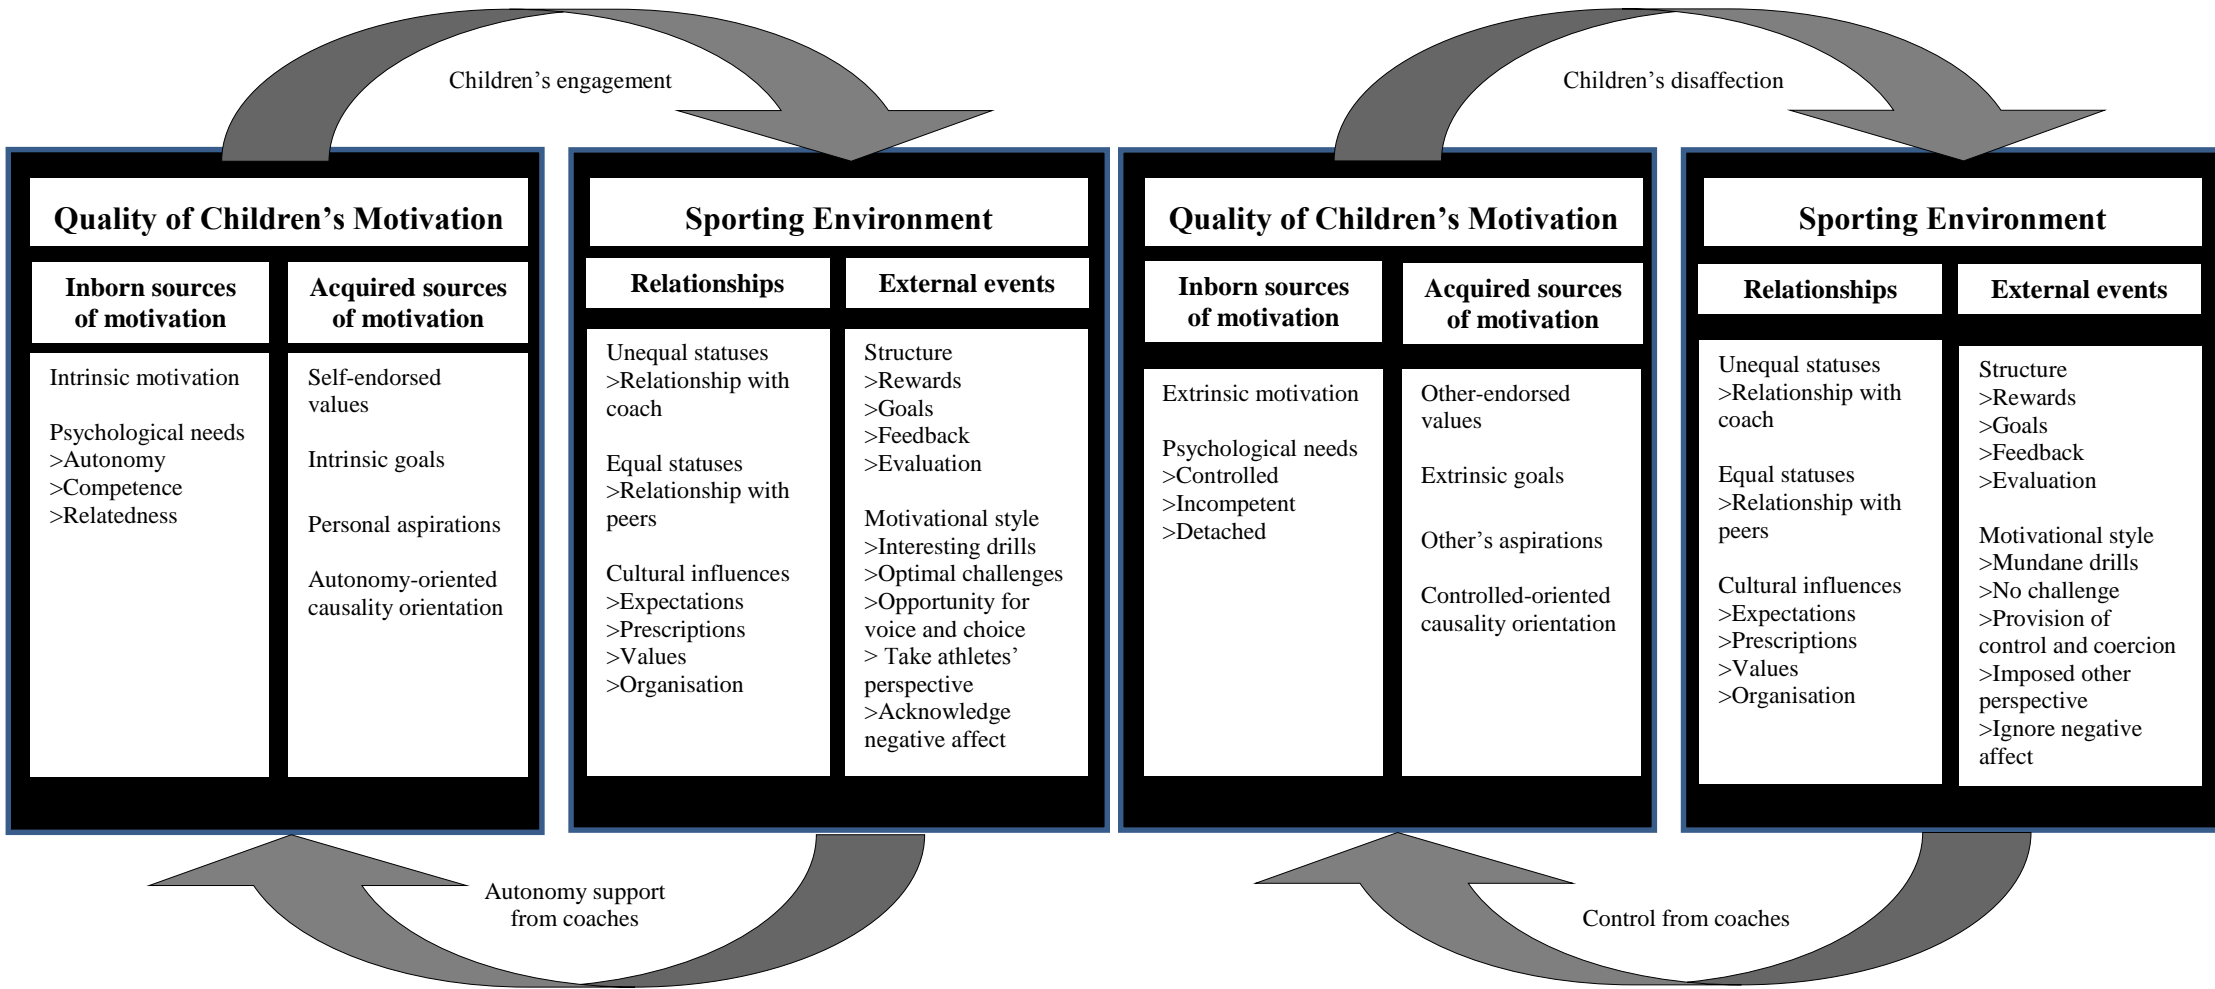 Children’s engagement
Quality of Children’s Motivation
Inborn sources
of motivation
Intrinsic motivation
Psychological needs
>Autonomy
>Competence
>Relatedness
Acquired sources
of motivation
Self-endorsed
values
Intrinsic goals
Personal aspirations
Autonomy-oriented
causality orientation
Sporting Environment
Relationships
Unequal statuses
>Relationship with
coach
Equal statuses
>Relationship with
peers
Cultural influences
>Expectations
>Prescriptions
>Values
>Organisation
External events
Structure
>Rewards
>Goals
>Feedback
>Evaluation
Motivational style
>Interesting drills
>Optimal challenges
>Opportunity for
voice and choice
> Take athletes’
perspective
>Acknowledge
negative affect
Autonomy support
from coaches
Children’s disaffection
Quality of Children’s Motivation
Inborn sources
of motivation
Extrinsic motivation
Psychological needs
>Controlled
>Incompetent
>Detached
Acquired sources
of motivation
Other-endorsed
values
Extrinsic goals
Other’s aspirations
Controlled-oriented
causality orientation
Sporting Environment
Relationships
Unequal statuses
>Relationship with
coach
Equal statuses
>Relationship with
peers
Cultural influences
>Expectations
>Prescriptions
>Values
>Organisation
External events
Structure
>Rewards
>Goals
>Feedback
>Evaluation
Motivational style
>Mundane drills
>No challenge
>Provision of
control and coercion
>Imposed other
perspective
>Ignore negative
affect
Control from coaches